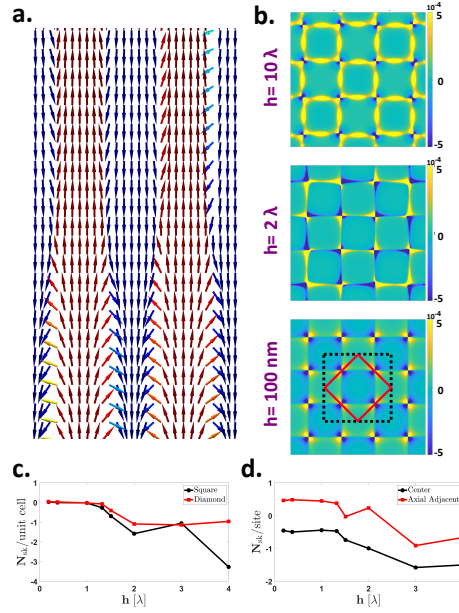 a.
b.
h= 10 λ
10-4
5
0
-5
h= 2 λ
10-4
5
0
-5
h= 100 nm
10-4
5
0
-5
c.
Nsk/unit cell
1
0
-1
-2
-3
-4
Square
Diamond
0
1
2
3
4
h [λ]
d.
Nsk/site
1
0
-1
-2
Center
Axial Adjacent
0
1
2
3
h [λ]